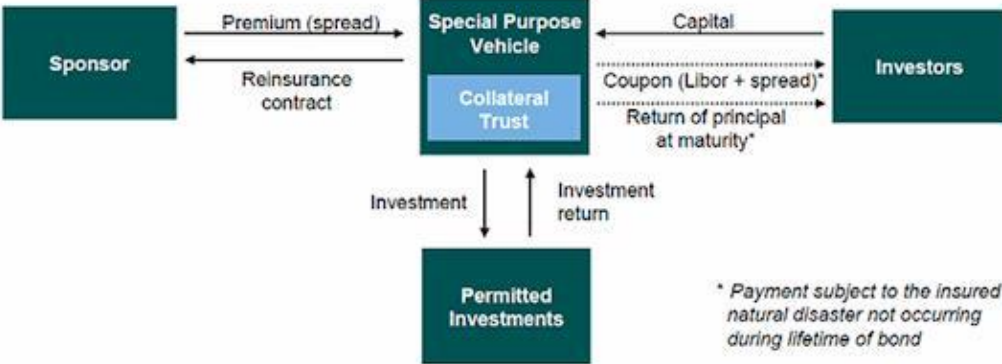 Sponsor
Premium (spread)
Reinsurance
contract
Special Purpose
Vehicle
Collateral
Trust
Capital
Coupon (Libor + spread)*
Return of principal
at maturity*
Investors
Investment
Investment
return
Permitted
Investments
* Payment subject to the insured
natural disaster not occurring
during lifetime of bond